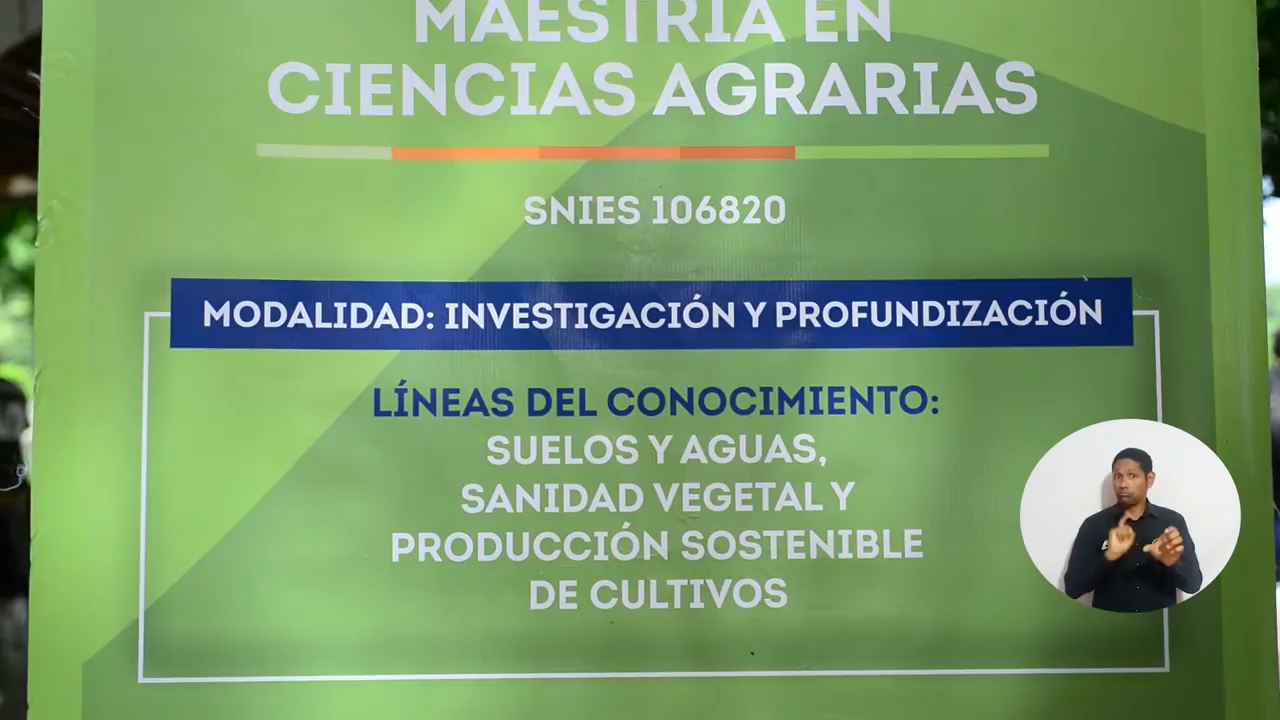 MAESTRÍA EN
CIENCIAS AGRARIAS
SNIES 106820
MODALIDAD: INVESTIGACIÓN Y PROFUNDIZACIÓN
LÍNEAS DEL CONOCIMIENTO:
SUELOS Y AGUAS,
SANIDAD VEGETAL Y
PRODUCCIÓN SOSTENIBLE
DE CULTIVOS